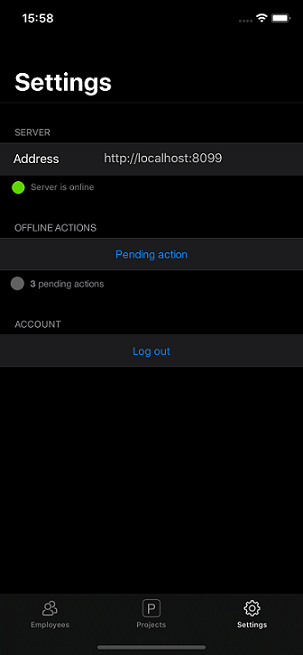 15:58
Settings
SERVER
Address http://localhost:8099
Server is online
OFFLINE ACTIONS
Pending action
3 pending actions
ACCOUNT
Log out
P
Employees Projects Settings